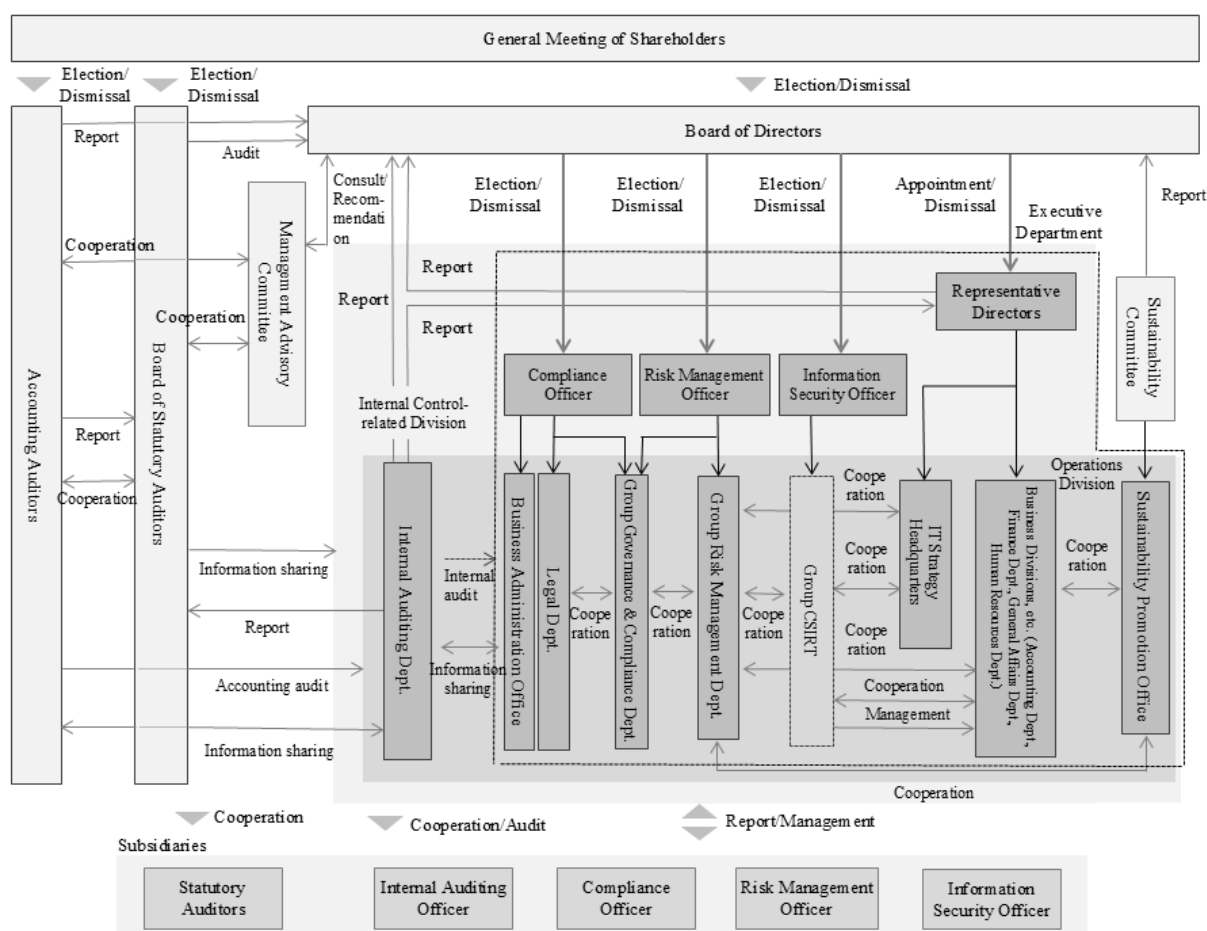 General Meeting of Shareholders
Election/
Dismissal
Election/
Dismissal
Election/Dismissal
Board of Directors
Report
Audit
Consult/
Recom-
mendati
on
Election/
Dismissal
Election/
Dismissal
Election/
Dismissal
Appointment/
Dismissal
Report
Executive
Department
Cooperation
Management Advisory
Committee
Report
Report
Report
Representative
Directors
Sustainability
Committee
Cooperation
Accounting Auditors
Board of Statutory Auditors
Compliance
Officer
Risk Management
Officer
Information
Security Officer
Internal Control-
related Division
Report
Cooperation
Operations
Division
Internal Auditing
Dept.
Business Administration Office
Legal Dept.
Group Governance
& Compliance Dept.
Group Risk
Management Dept.
Group CSIRT
IT Strategy
Headquarters
Business Divisions, etc. (Accounting Dept.,
Finance Dept., General Affairs Dept.,
Human Resources Dept.)
Sustainability Promotion Office
Coope
ration
Coope
ration
Coope
ration
Coope
ration
Coope
ration
Coope
ration
Coope
ration
Information sharing
Internal
audit
Report
Information
sharing
Accounting audit
Cooperation
Management
Information sharing
Cooperation
Cooperation
Cooperation/Audit
Report/Management
Subsidiaries
Statutory
Auditors
Internal Auditing
Officer
Compliance
Officer
Risk Management
Officer
Information
Security Officer